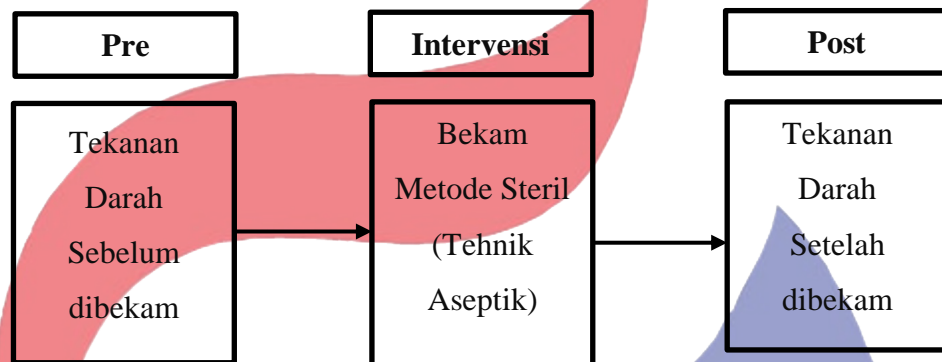 Pre
Intervensi
Post
Tekanan
Darah
Sebelum
dibekam
Bekam
Metode Steril
(Tehnik
Aseptik)
Tekanan
Darah
Setelah
dibekam